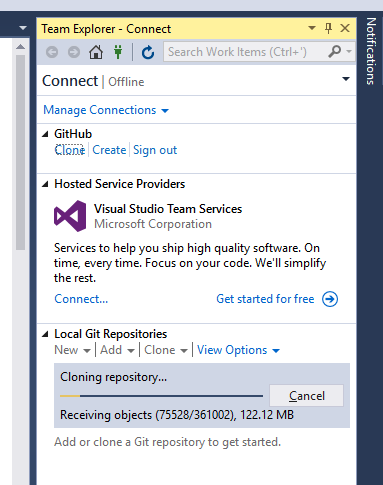 Team Explorer - Connect
Search Work Items (Ctrl+')
Connect | Offline
Manage Connections
GitHub
Clone | Create | Sign out
Hosted Service Providers
Visual Studio Team Services
Microsoft Corporation
Services to help you ship high quality software. On
time, every time. Focus on your code. We'll simplify
the rest.
Connect...
Get started for free
Local Git Repositories
New | Add | Clone | View Options
Cloning repository...
Cancel
Receiving objects (75528/361002), 122.12 MB
Add or clone a Git repository to get started.
Notifications